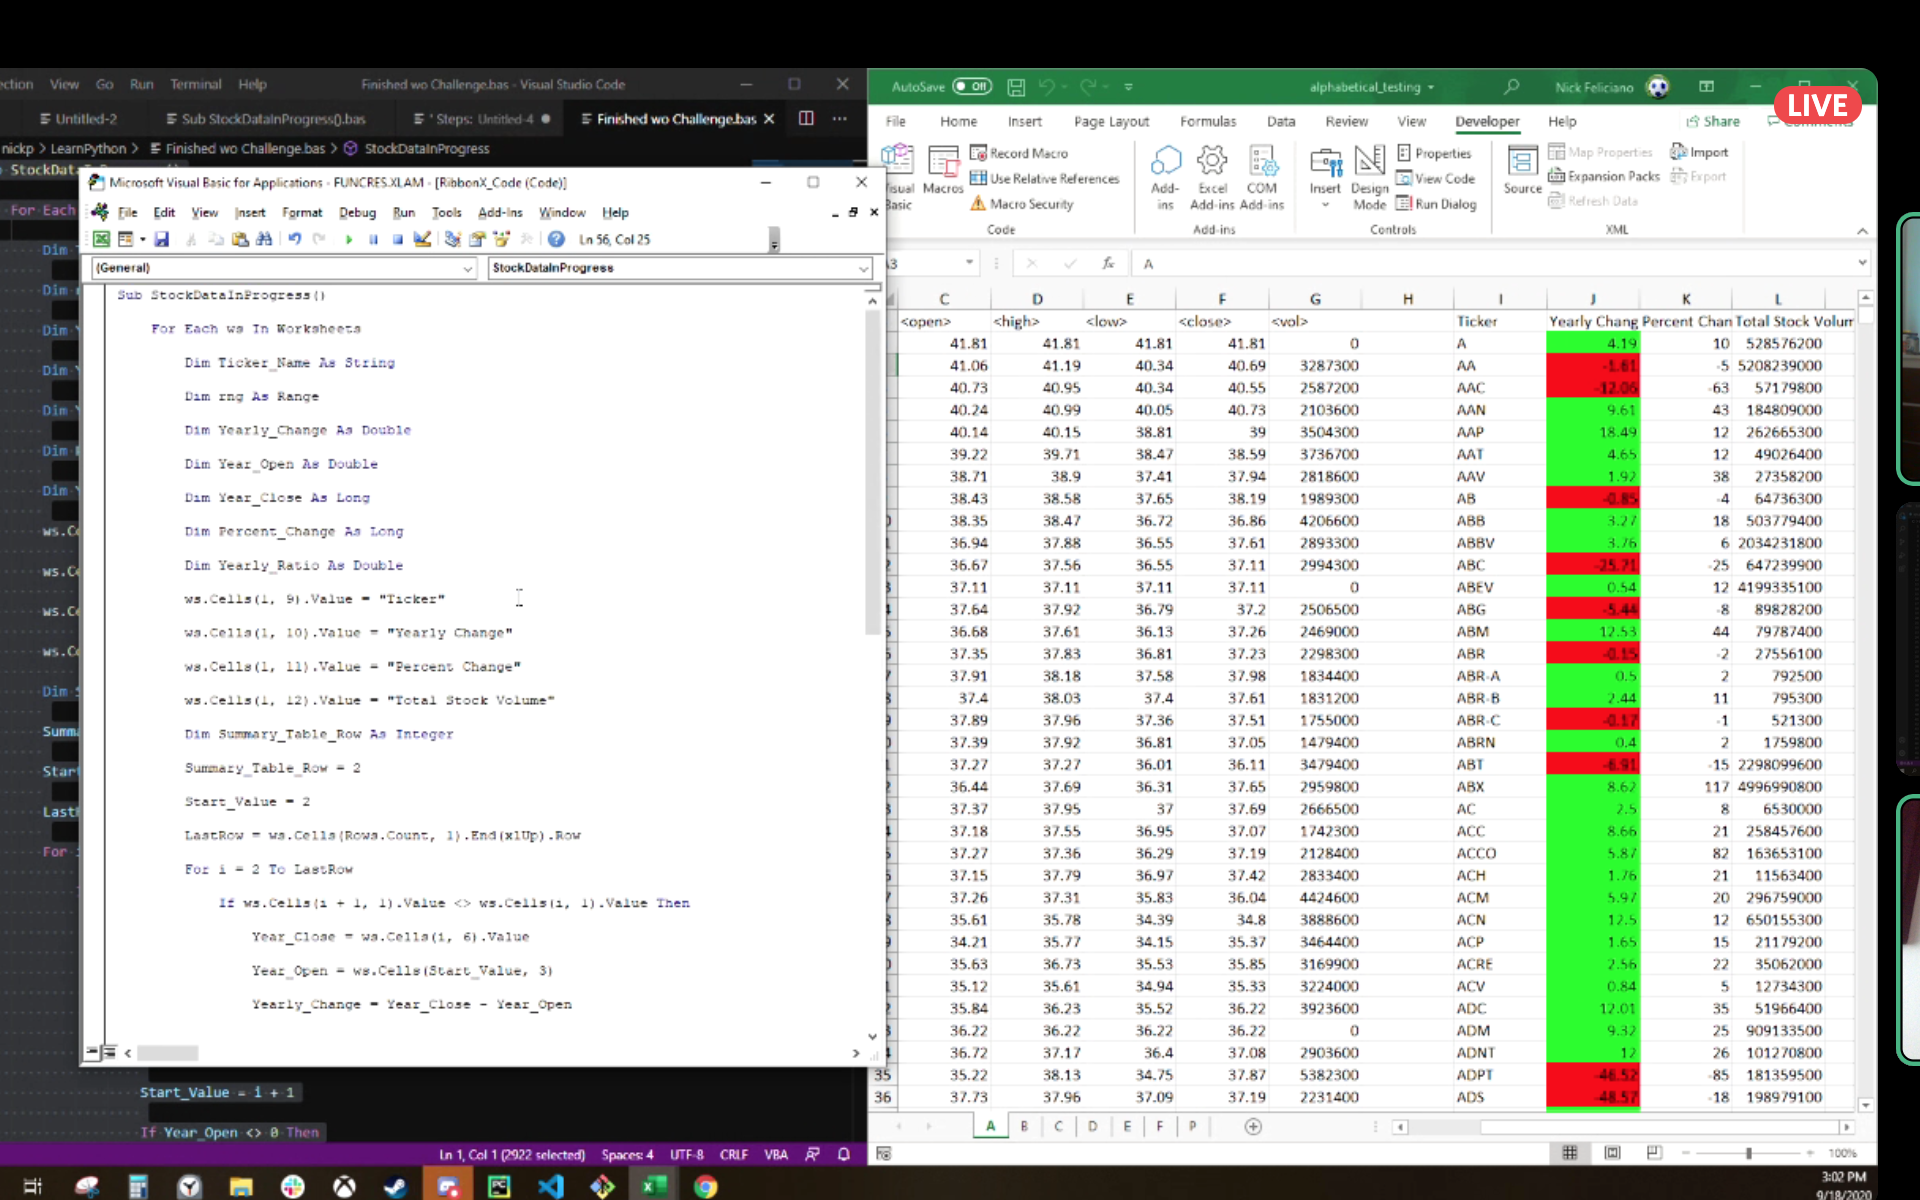 ection View Go Run Terminal Help Finished wo Challenge.bas - Visual Studio Code
Untitled-2 Sub StockDataInProgress().bas ' Steps: Untitled-4 Finished wo Challenge.bas
nickp > LearnPython > Finished wo Challenge.bas > StockDataInProgress
For Each
Microsoft Visual Basic for Applications - FUNCRES.XLAM - [RibbonX_Code (Code)]
File Edit View Insert Format Debug Run Tools Add-Ins Window Help
Ln 56, Col 25
(General) StockDataInProgress
Sub StockDataInProgress()
For Each ws In Worksheets
Dim Ticker_Name As String
Dim rng As Range
Dim Yearly_Change As Double
Dim Year_Open As Double
Dim Year_Close As Long
Dim Percent_Change As Long
Dim Yearly_Ratio As Double
ws.Cells(1, 9).Value = "Ticker"
ws.Cells(1, 10).Value = "Yearly Change"
ws.Cells(1, 11).Value = "Percent Change"
ws.Cells(1, 12).Value = "Total Stock Volume"
Dim Summary_Table_Row As Integer
Summary_Table_Row = 2
Start_Value = 2
LastRow = ws.Cells(Rows.Count, 1).End(xlUp).Row
For i = 2 To LastRow
If ws.Cells(i + 1, 1).Value <> ws.Cells(i, 1).Value Then
Year_Close = ws.Cells(i, 6).Value
Year_Open = ws.Cells(Start_Value, 3)
Yearly_Change = Year_Close - Year_Open
Start_Value = i + 1
If Year_Open <> 0 Then
Ln 1, Col 1 (2922 selected) Spaces: 4 UTF-8 CRLF VBA
AutoSave Off alphabetical_testing Nick Feliciano
LIVE
File Home Insert Page Layout Formulas Data Review View Developer Help Share Comments
Visual Basic Macros Record Macro Use Relative References Macro Security
Add-ins Excel Add-ins COM Add-ins
Insert Design Mode Properties View Code Run Dialog
Source Map Properties Expansion Packs Refresh Data Import Export
Code Add-ins Controls XML
A3 fx A
C D E F G H I J K L
<open> <high> <low> <close> <vol> Ticker Yearly Chang Percent Chan Total Stock Volum
41.81 41.81 41.81 41.81 0 A 4.19 10 528576200
41.06 41.19 40.34 40.69 3287300 AA -1.61 -5 5208239000
40.73 40.95 40.34 40.55 2587200 AAC -12.06 -63 57179800
40.24 40.99 40.05 40.73 2103600 AAN 9.61 43 184809000
40.14 40.15 38.81 39 3504300 AAP 18.49 12 262665300
39.22 39.71 38.47 38.59 3736700 AAT 4.65 12 49026400
38.71 38.9 37.41 37.94 2818600 AAV 1.92 38 27358200
38.43 38.58 37.65 38.19 1989300 AB -0.85 -4 64736300
38.35 38.47 36.72 36.86 4206600 ABB 3.27 18 503779400
36.94 37.88 36.55 37.61 2893300 ABBV 3.76 6 2034231800
36.67 37.56 36.55 37.11 2994300 ABC -25.71 -25 647239900
37.11 37.11 37.11 37.11 0 ABEV 0.54 12 4199335100
37.64 37.92 36.79 37.2 2506500 ABG -5.44 -8 89828200
36.68 37.61 36.13 37.26 2469000 ABM 12.53 44 79787400
37.35 37.83 36.81 37.23 2298300 ABR -0.15 -2 27556100
37.91 38.18 37.58 37.98 1834400 ABR-A 0.5 2 792500
37.4 38.03 37.4 37.61 1831200 ABR-B 2.44 11 795300
37.89 37.96 37.36 37.51 1755000 ABR-C -0.17 -1 521300
37.39 37.92 36.81 37.05 1479400 ABRN 0.4 2 1759800
37.27 37.27 36.01 36.11 3479400 ABT -6.91 -15 2298099600
36.44 37.69 36.31 37.65 2959800 ABX 8.62 117 4996990800
37.37 37.95 37 37.69 2666500 AC 2.5 8 6530000
37.18 37.55 36.95 37.07 1742300 ACC 8.66 21 258457600
37.27 37.36 36.29 37.19 2128400 ACCO 5.87 82 163653100
37.15 37.79 36.97 37.42 2833400 ACH 1.76 21 11563400
37.26 37.31 35.83 36.04 4424600 ACM 5.97 20 296759000
35.61 35.78 34.39 34.8 3888600 ACN 12.5 12 650155300
34.21 35.77 34.15 35.37 3464400 ACP 1.65 15 21179200
35.63 36.73 35.53 35.85 3169900 ACRE 2.56 22 35062000
35.12 35.61 34.94 35.33 3224000 ACV 0.84 5 12734300
35.84 36.23 35.52 36.22 3923600 ADC 12.01 35 51966400
36.22 36.22 36.22 36.22 0 ADM 9.32 25 909133500
36.72 37.17 36.4 37.08 2903600 ADNT 12 26 101270800
35 35.22 38.13 34.75 37.87 5382300 ADPT -46.52 -85 181359500
36 37.73 37.96 37.09 37.19 2231400 ADS -48.57 -18 198979100
A B C D E F P
100%
3:02 PM
9/18/2020